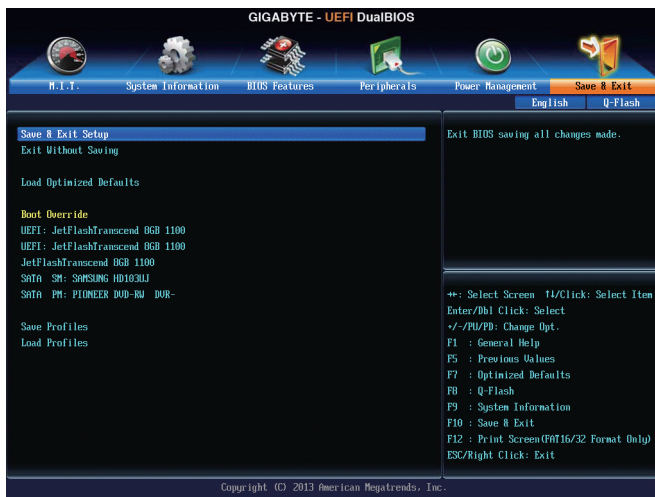 GIGABYTE - UEFI DualBIOS
M.I.T.
System Information
BIOS Features
Peripherals
Power Management
Save & Exit
English
Q-Flash
Save & Exit Setup
Exit Without Saving
Load Optimized Defaults
Boot Override
UEFI: JetFlashTranscend 8GB 1100
UEFI: JetFlashTranscend 8GB 1100
JetFlashTranscend 8GB 1100
SATA SM: SAMSUNG HD103UJ
SATA PM: PIONEER DVD-RW DVR-
Save Profiles
Load Profiles
Exit BIOS saving all changes made.
→←: Select Screen ↑↓/Click: Select Item
Enter/Dbl Click: Select
+/-/PU/PD: Change Opt.
F1 : General Help
F5 : Previous Values
F7 : Optimized Defaults
F8 : Q-Flash
F9 : System Information
F10 : Save & Exit
F12 : Print Screen(FAT16/32 Format Only)
ESC/Right Click: Exit
Copyright (C) 2013 American Megatrends, Inc.